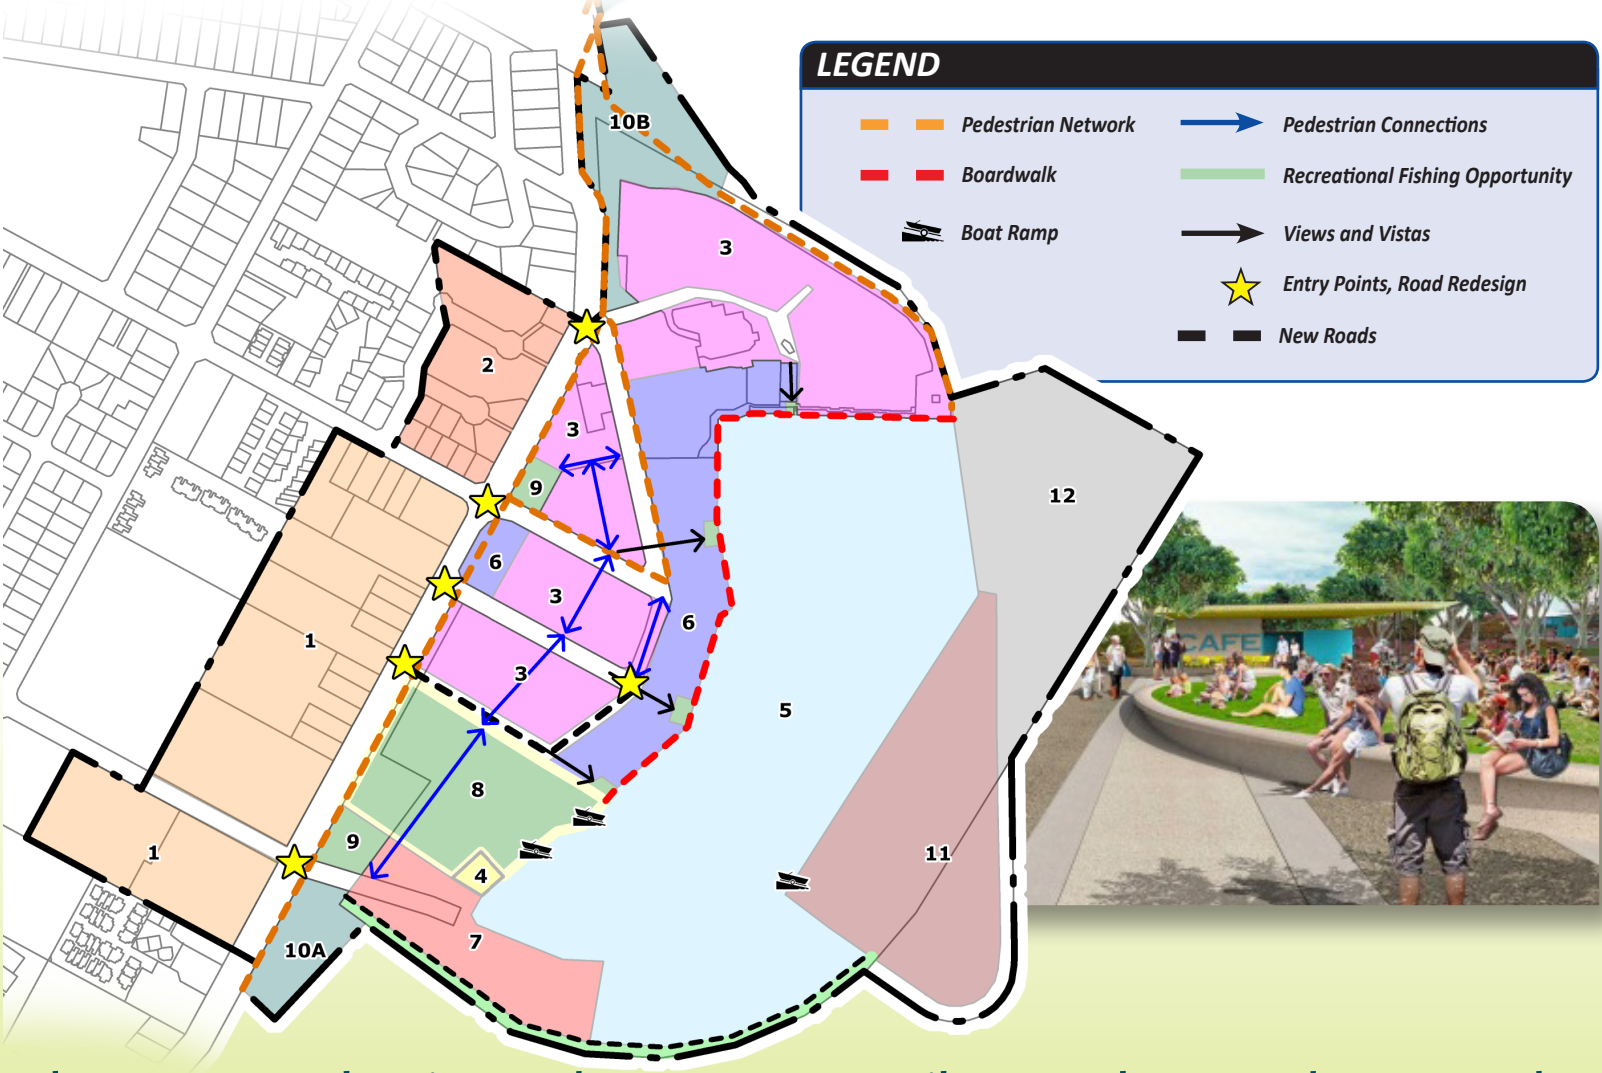 LEGEND
Pedestrian Network
Pedestrian Connections
Boardwalk
Recreational Fishing Opportunity
Boat Ramp
Views and Vistas
Entry Points, Road Redesign
New Roads
10B
3
2
3
9
12
6
3
6
1
3
5
8
9
1
4
11
7
10A
CAFE